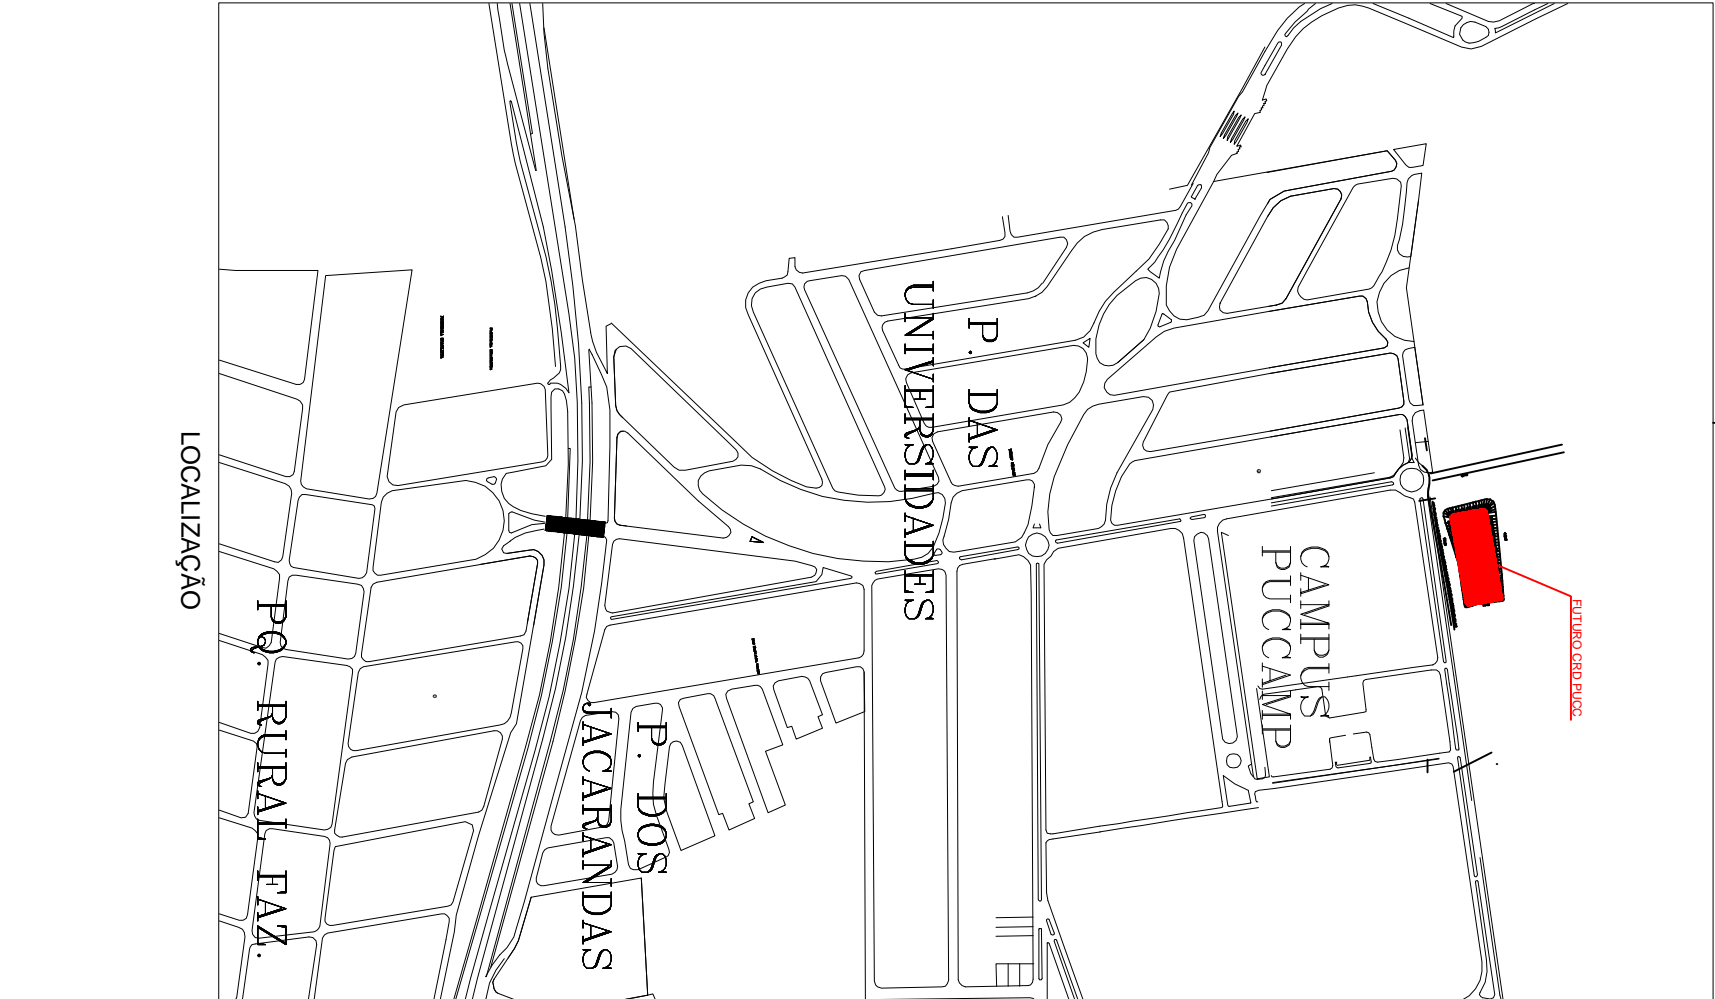 LOCALIZAÇÃO
PQ. RURAL FAZ.
P. DOS
JACARANDAS
P. DAS
UNIVERSIDADES
CAMPUS
PUCCAMP
FUTURO CRD PUCC